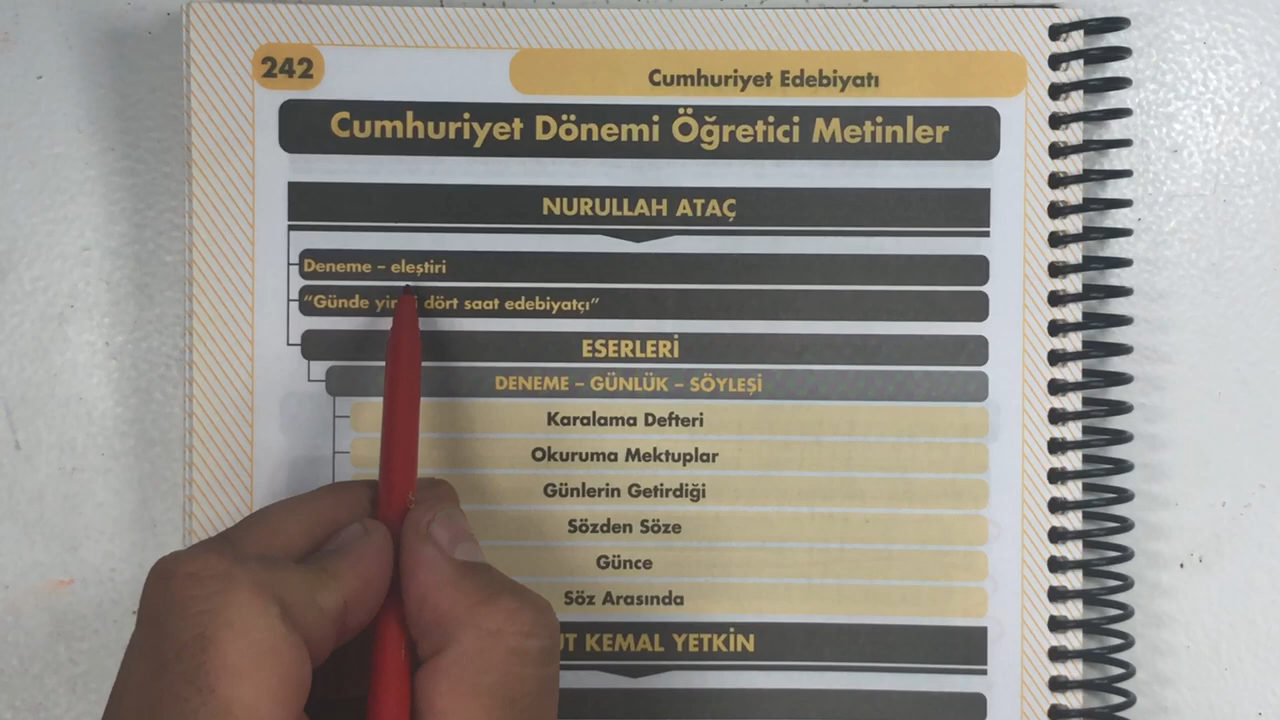 242
Cumhuriyet Edebiyatı
Cumhuriyet Dönemi Öğretici Metinler
NURULLAH ATAÇ
Deneme – eleştiri
"Günde dört saat edebiyatçı"
ESERLERİ
DENEME – GÜNLÜK – SÖYLEŞİ
Karalama Defteri
Okuruma Mektuplar
Günlerin Getirdiği
Sözden Söze
Günce
Söz Arasında
KEMAL YETKİN